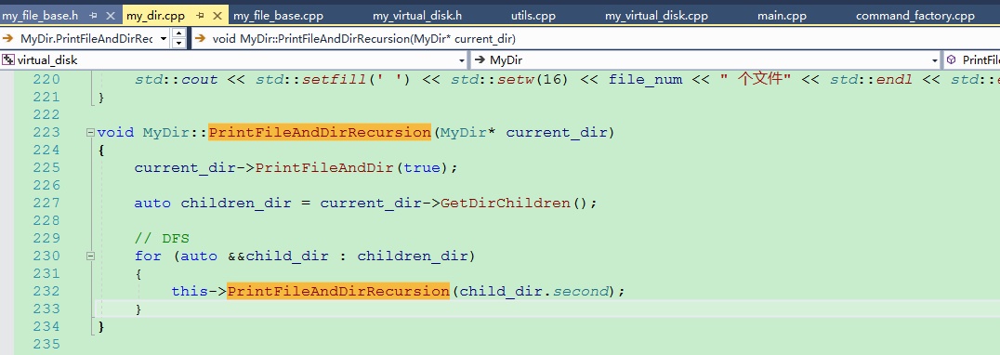 my_file_base.h my_dir.cpp my_file_base.cpp my_virtual_disk.h utils.cpp my_virtual_disk.cpp main.cpp command_factory.cpp
MyDir.PrintFileAndDirRec void MyDir::PrintFileAndDirRecursion(MyDir* current_dir)
virtual_disk MyDir PrintFil
220 std::cout << std::setfill(' ') << std::setw(16) << file_num << " 个文件" << std::endl << std::e
221 }
222
223 void MyDir::PrintFileAndDirRecursion(MyDir* current_dir)
224 {
225 current_dir->PrintFileAndDir(true);
226
227 auto children_dir = current_dir->GetDirChildren();
228
229 // DFS
230 for (auto &&child_dir : children_dir)
231 {
232 this->PrintFileAndDirRecursion(child_dir.second);
233 }
234 }
235